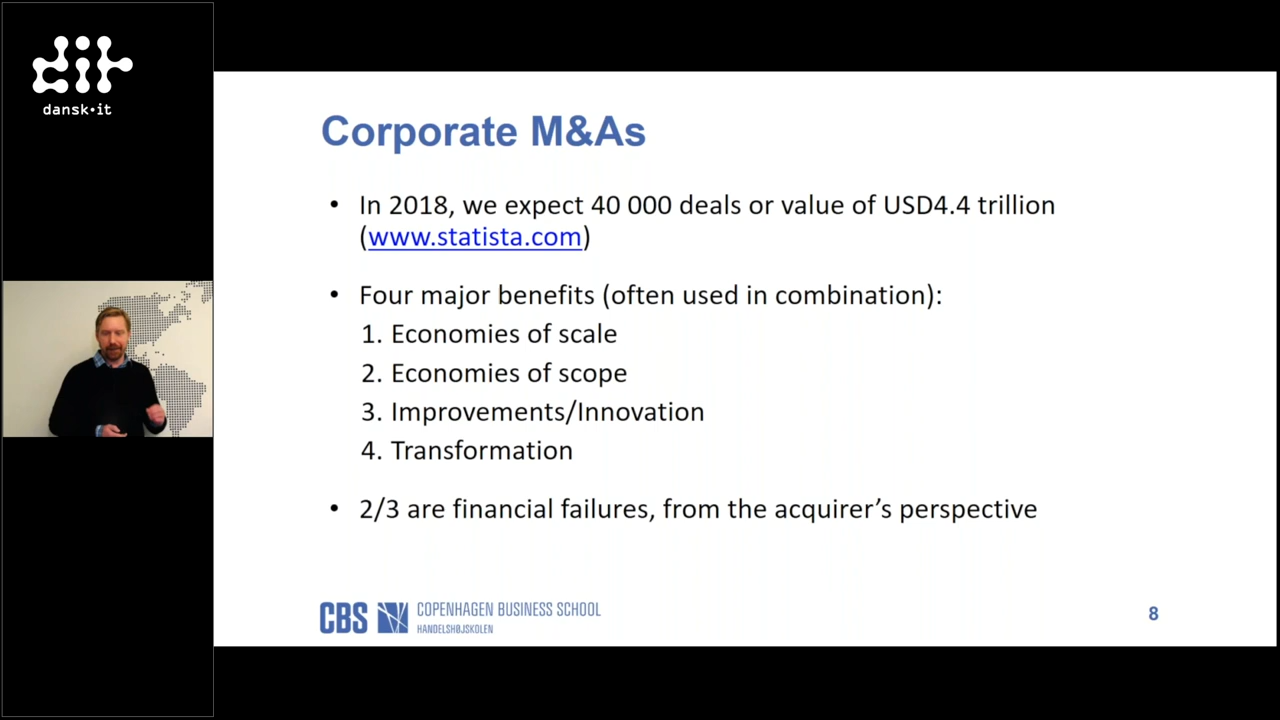 dit
dansk•it
Corporate M&As
• In 2018, we expect 40 000 deals or value of USD4.4 trillion
(www.statista.com)
• Four major benefits (often used in combination):
1. Economies of scale
2. Economies of scope
3. Improvements/Innovation
4. Transformation
• 2/3 are financial failures, from the acquirer’s perspective
CBS COPENHAGEN BUSINESS SCHOOL
HANDELSHØJSKOLEN
8